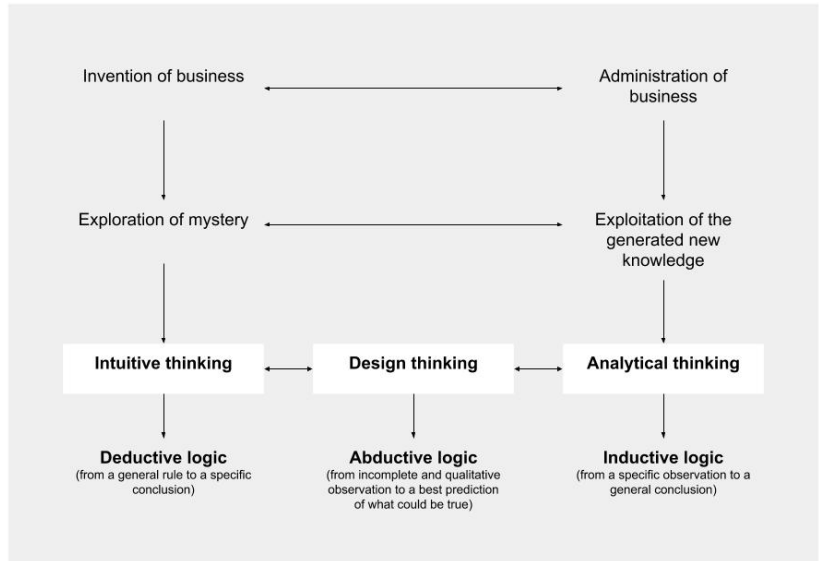 Invention of business
Administration of
business
Exploration of mystery
Exploitation of the
generated new
knowledge
Intuitive thinking
Design thinking
Analytical thinking
Deductive logic
(from a general rule to a specific
conclusion)
Abductive logic
(from incomplete and qualitative
observation to a best prediction
of what could be true)
Inductive logic
(from a specific observation to a
general conclusion)